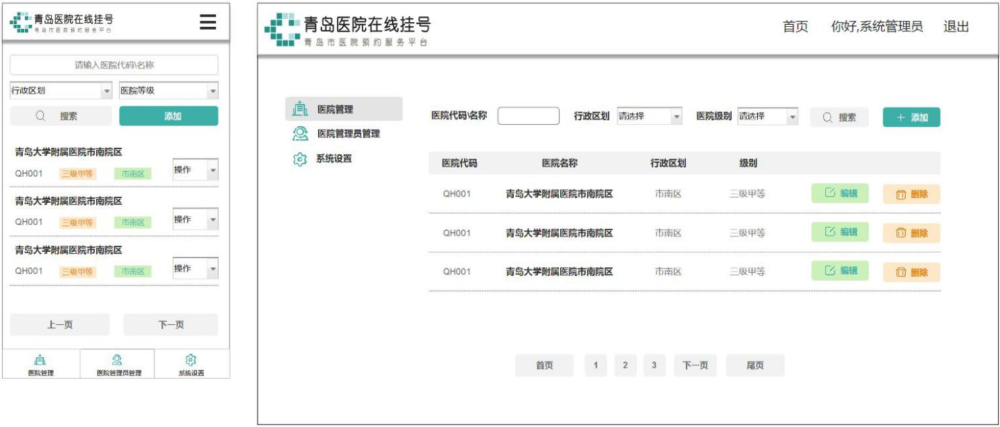 青岛医院在线挂号
青岛市医院预约服务平台
请输入医院代码\名称
行政区划 医院等级
搜索 添加
青岛大学附属医院市南院区
QH001 三级甲等 市南区 操作
青岛大学附属医院市南院区
QH001 三级甲等 市南区 操作
青岛大学附属医院市南院区
QH001 三级甲等 市南区 操作
上一页 下一页
医院管理 医院管理员管理 系统设置
青岛医院在线挂号
青岛市医院预约服务平台
首页 你好,系统管理员 退出
医院管理
医院管理员管理
系统设置
医院代码\名称 行政区划 请选择 医院级别 请选择 搜索 添加
医院代码 医院名称 行政区划 级别
QH001 青岛大学附属医院市南院区 市南区 三级甲等 编辑 删除
QH001 青岛大学附属医院市南院区 市南区 三级甲等 编辑 删除
QH001 青岛大学附属医院市南院区 市南区 三级甲等 编辑 删除
首页 1 2 3 下一页 尾页